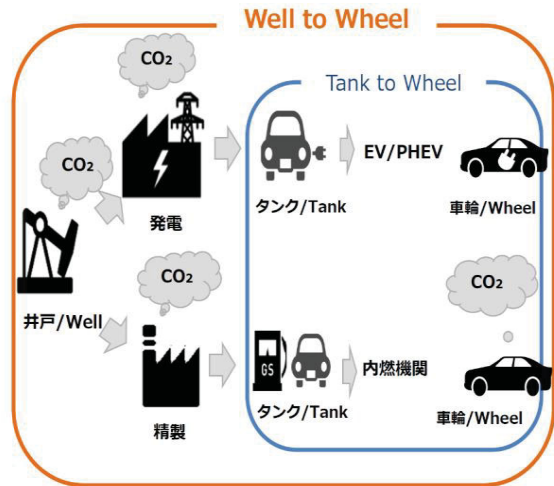 Well to Wheel
Tank to Wheel
CO₂
CO₂
発電
タンク/Tank
EV/PHEV
車輪/Wheel
井戸/Well
CO₂
精製
GS
タンク/Tank
内燃機関
CO₂
車輪/Wheel